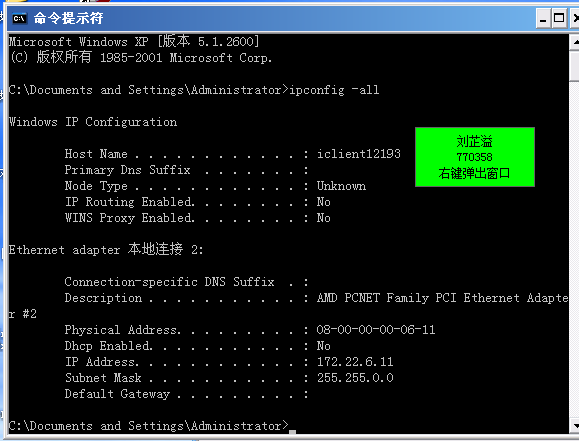 命令提示符
Microsoft Windows XP [版本 5.1.2600]
(C) 版权所有 1985-2001 Microsoft Corp.
C:\Documents and Settings\Administrator>ipconfig -all
Windows IP Configuration
Host Name . . . . . . . . . . . . : iclient12193
Primary Dns Suffix  . . . . . . . :
Node Type . . . . . . . . . . . . : Unknown
IP Routing Enabled. . . . . . . . : No
WINS Proxy Enabled. . . . . . . . : No
刘芷溢
770358
右键弹出窗口
Ethernet adapter 本地连接 2:
Connection-specific DNS Suffix  . :
Description . . . . . . . . . . . : AMD PCNET Family PCI Ethernet Adapte
r #2
Physical Address. . . . . . . . . : 08-00-00-00-06-11
Dhcp Enabled. . . . . . . . . . . : No
IP Address. . . . . . . . . . . . : 172.22.6.11
Subnet Mask . . . . . . . . . . . : 255.255.0.0
Default Gateway . . . . . . . . . :
C:\Documents and Settings\Administrator>